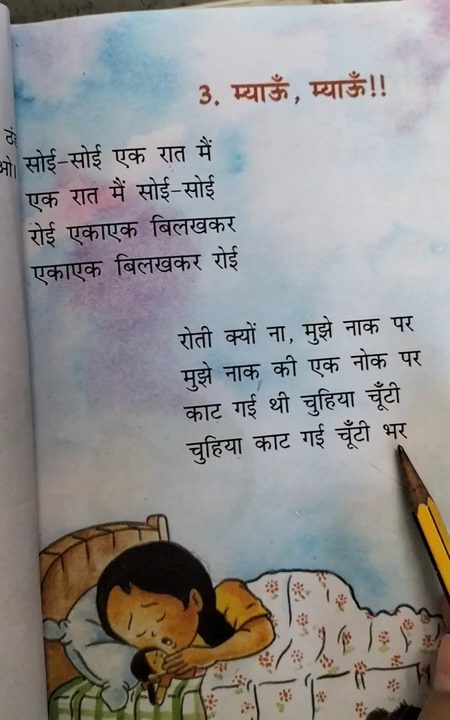 3. म्याऊँ, म्याऊँ!!
सोई-सोई एक रात मैं
एक रात मैं सोई-सोई
रोई एकाएक बिलखकर
एकाएक बिलखकर रोई
रोती क्यों ना, मुझे नाक पर
मुझे नाक की एक नोक पर
काट गई थी चुहिया चूँटी
चुहिया काट गई चूँटी भर